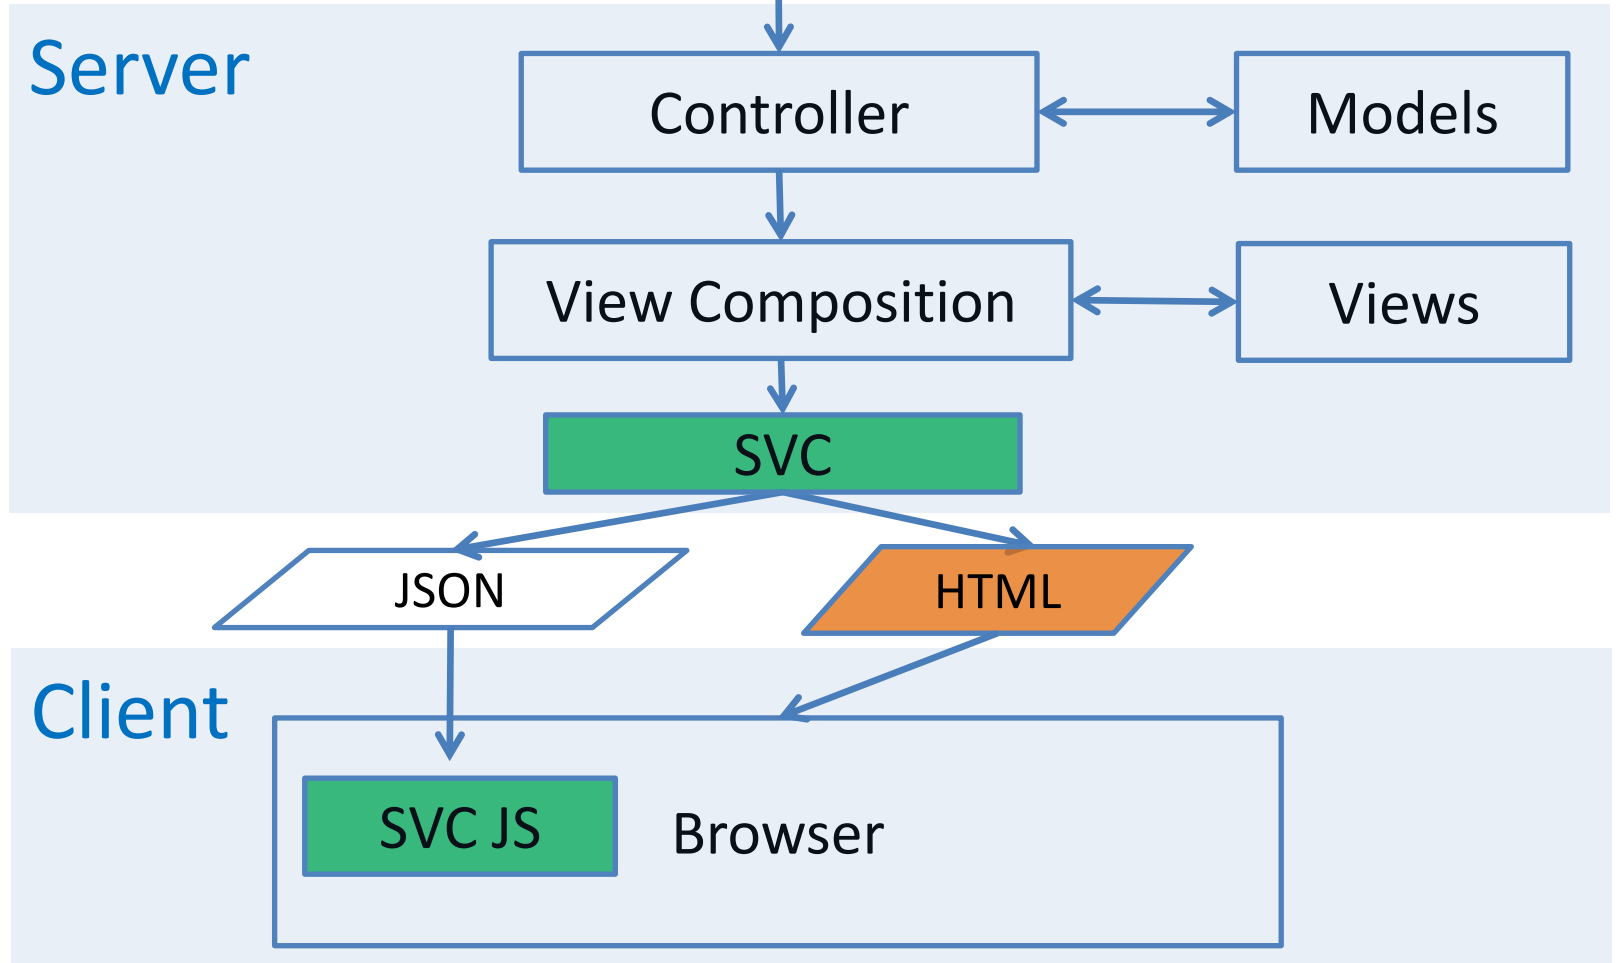 Server
Controller
Models
View Composition
Views
SVC
JSON
HTML
Client
SVC JS
Browser